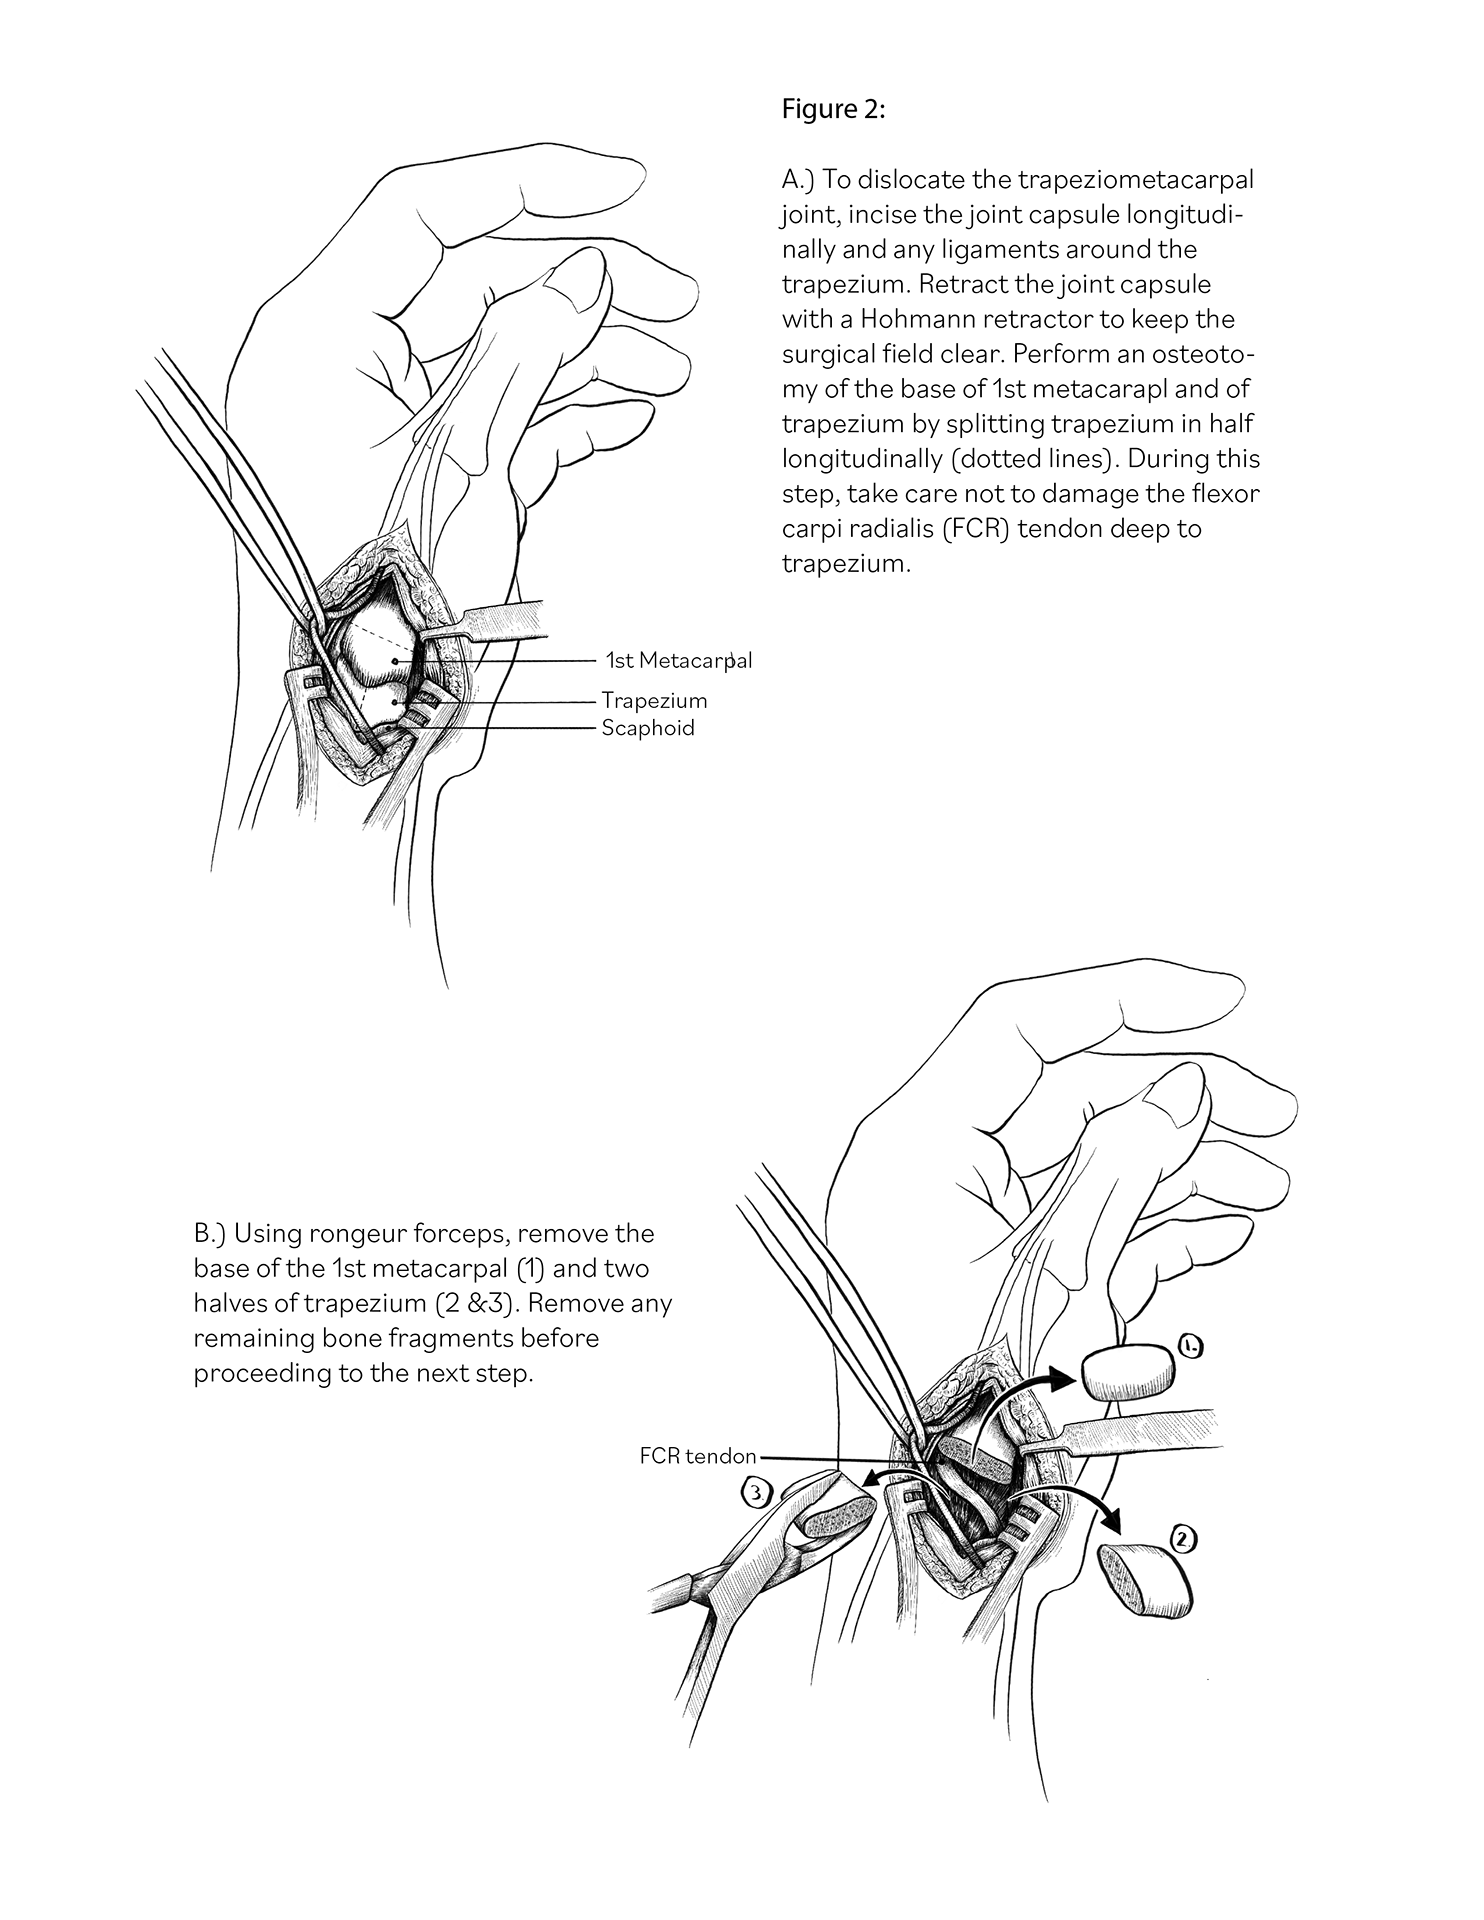 Figure 2:
A.) To dislocate the trapeziometacarpal
joint, incise the joint capsule longitudi-
nally and any ligaments around the
trapezium. Retract the joint capsule
with a Hohmann retractor to keep the
surgical field clear. Perform an osteoto-
my of the base of 1st metacarapl and of
trapezium by splitting trapezium in half
longitudinally (dotted lines). During this
step, take care not to damage the flexor
carpi radialis (FCR) tendon deep to
trapezium.
1st Metacarpal
Trapezium
Scaphoid
B.) Using rongeur forceps, remove the
base of the 1st metacarpal (1) and two
halves of trapezium (2 &3). Remove any
remaining bone fragments before
proceeding to the next step.
1.
FCR tendon
3.
2.